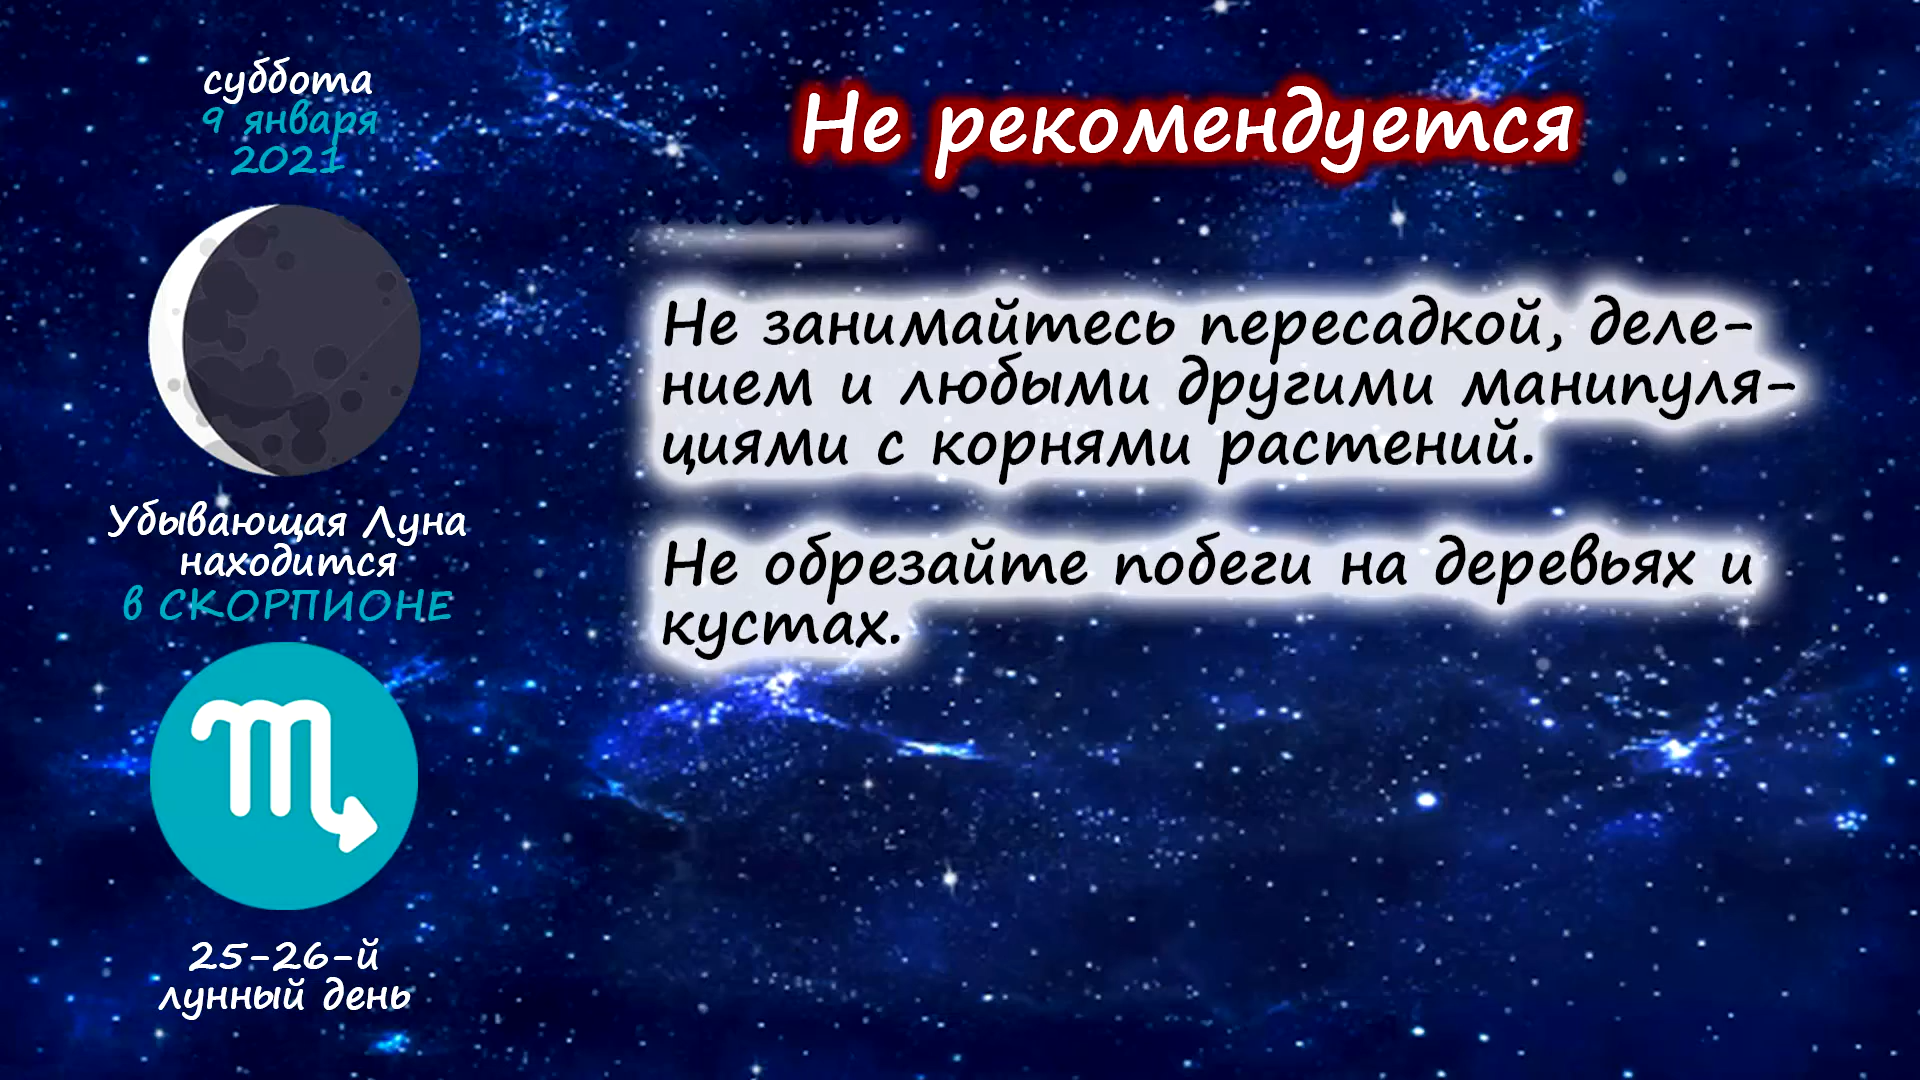 суббота
9 января
2021
Убывающая Луна
находится
в СКОРПИОНЕ
25-26-й
лунный день
Не рекомендуется
Не занимайтесь пересадкой, деле-
нием и любыми другими манипуля-
циями с корнями растений.
Не обрезайте побеги на деревьях и
кустах.